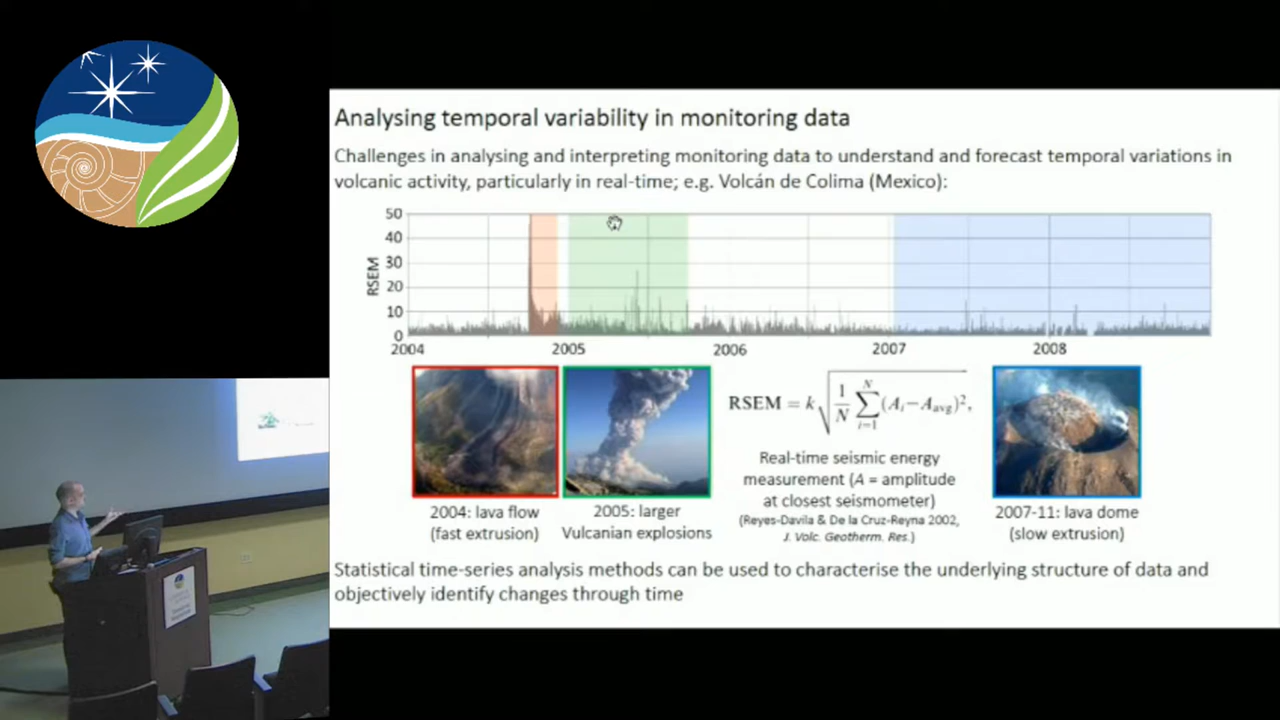 Analysing temporal variability in monitoring data
Challenges in analysing and interpreting monitoring data to understand and forecast temporal variations in
volcanic activity, particularly in real-time; e.g. Volcán de Colima (Mexico):
50
40
30
20
10
0
RSEM
2004 2005 2006 2007 2008
RSEM = k√(1/N ∑ᵢ₌₁ᴺ (Aᵢ−Aavg)²,
Real-time seismic energy
measurement (A = amplitude
at closest seismometer)
(Reyes-Davila & De la Cruz-Reyna 2002,
J. Volc. Geotherm. Res.)
2004: lava flow
(fast extrusion)
2005: larger
Vulcanian explosions
2007-11: lava dome
(slow extrusion)
Statistical time-series analysis methods can be used to characterise the underlying structure of data and
objectively identify changes through time